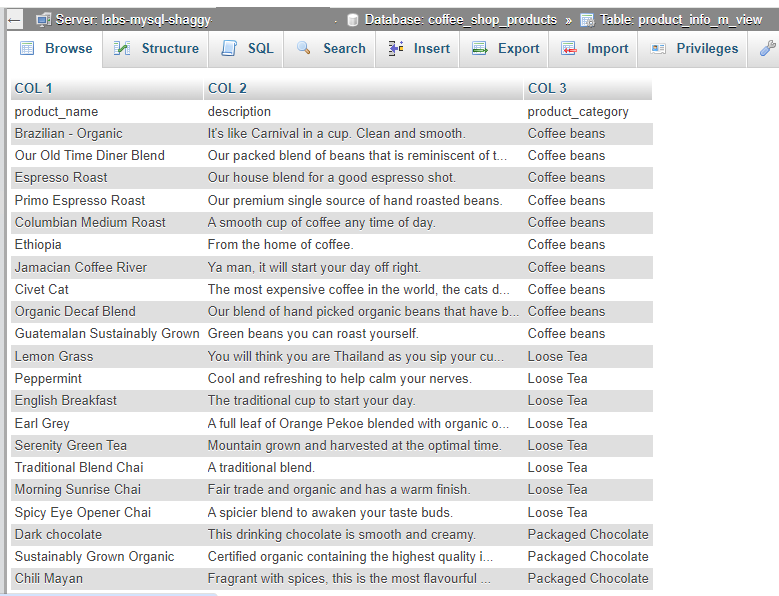 Server: labs-mysql-shaggy Database: coffee_shop_products » Table: product_info_m_view
Browse Structure SQL Search Insert Export Import Privileges
COL 1 COL 2 COL 3
product_name description product_category
Brazilian - Organic It's like Carnival in a cup. Clean and smooth. Coffee beans
Our Old Time Diner Blend Our packed blend of beans that is reminiscent of t... Coffee beans
Espresso Roast Our house blend for a good espresso shot. Coffee beans
Primo Espresso Roast Our premium single source of hand roasted beans. Coffee beans
Columbian Medium Roast A smooth cup of coffee any time of day. Coffee beans
Ethiopia From the home of coffee. Coffee beans
Jamacian Coffee River Ya man, it will start your day off right. Coffee beans
Civet Cat The most expensive coffee in the world, the cats d... Coffee beans
Organic Decaf Blend Our blend of hand picked organic beans that have b... Coffee beans
Guatemalan Sustainably Grown Green beans you can roast yourself. Coffee beans
Lemon Grass You will think you are Thailand as you sip your cu... Loose Tea
Peppermint Cool and refreshing to help calm your nerves. Loose Tea
English Breakfast The traditional cup to start your day. Loose Tea
Earl Grey A full leaf of Orange Pekoe blended with organic o... Loose Tea
Serenity Green Tea Mountain grown and harvested at the optimal time. Loose Tea
Traditional Blend Chai A traditional blend. Loose Tea
Morning Sunrise Chai Fair trade and organic and has a warm finish. Loose Tea
Spicy Eye Opener Chai A spicier blend to awaken your taste buds. Loose Tea
Dark chocolate This drinking chocolate is smooth and creamy. Packaged Chocolate
Sustainably Grown Organic Certified organic containing the highest quality i... Packaged Chocolate
Chili Mayan Fragrant with spices, this is the most flavourful ... Packaged Chocolate